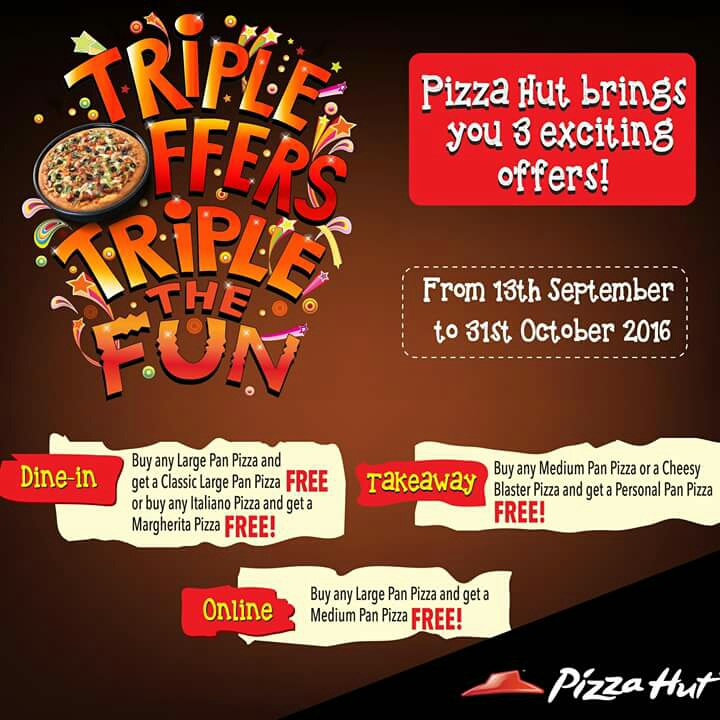 TRiPLE
OFFERS
TRiPLE
THE
FUN
Pizza Hut brings
you 3 exciting
offers!
From 13th September
to 31st October 2016
Dine-in
Buy any Large Pan Pizza and
get a Classic Large Pan Pizza FREE
or buy any Italiano Pizza and get a
Margherita Pizza FREE!
Takeaway
Buy any Medium Pan Pizza or a Cheesy
Blaster Pizza and get a Personal Pan Pizza
FREE!
Online
Buy any Large Pan Pizza and get a
Medium Pan Pizza FREE!
Pizza Hut